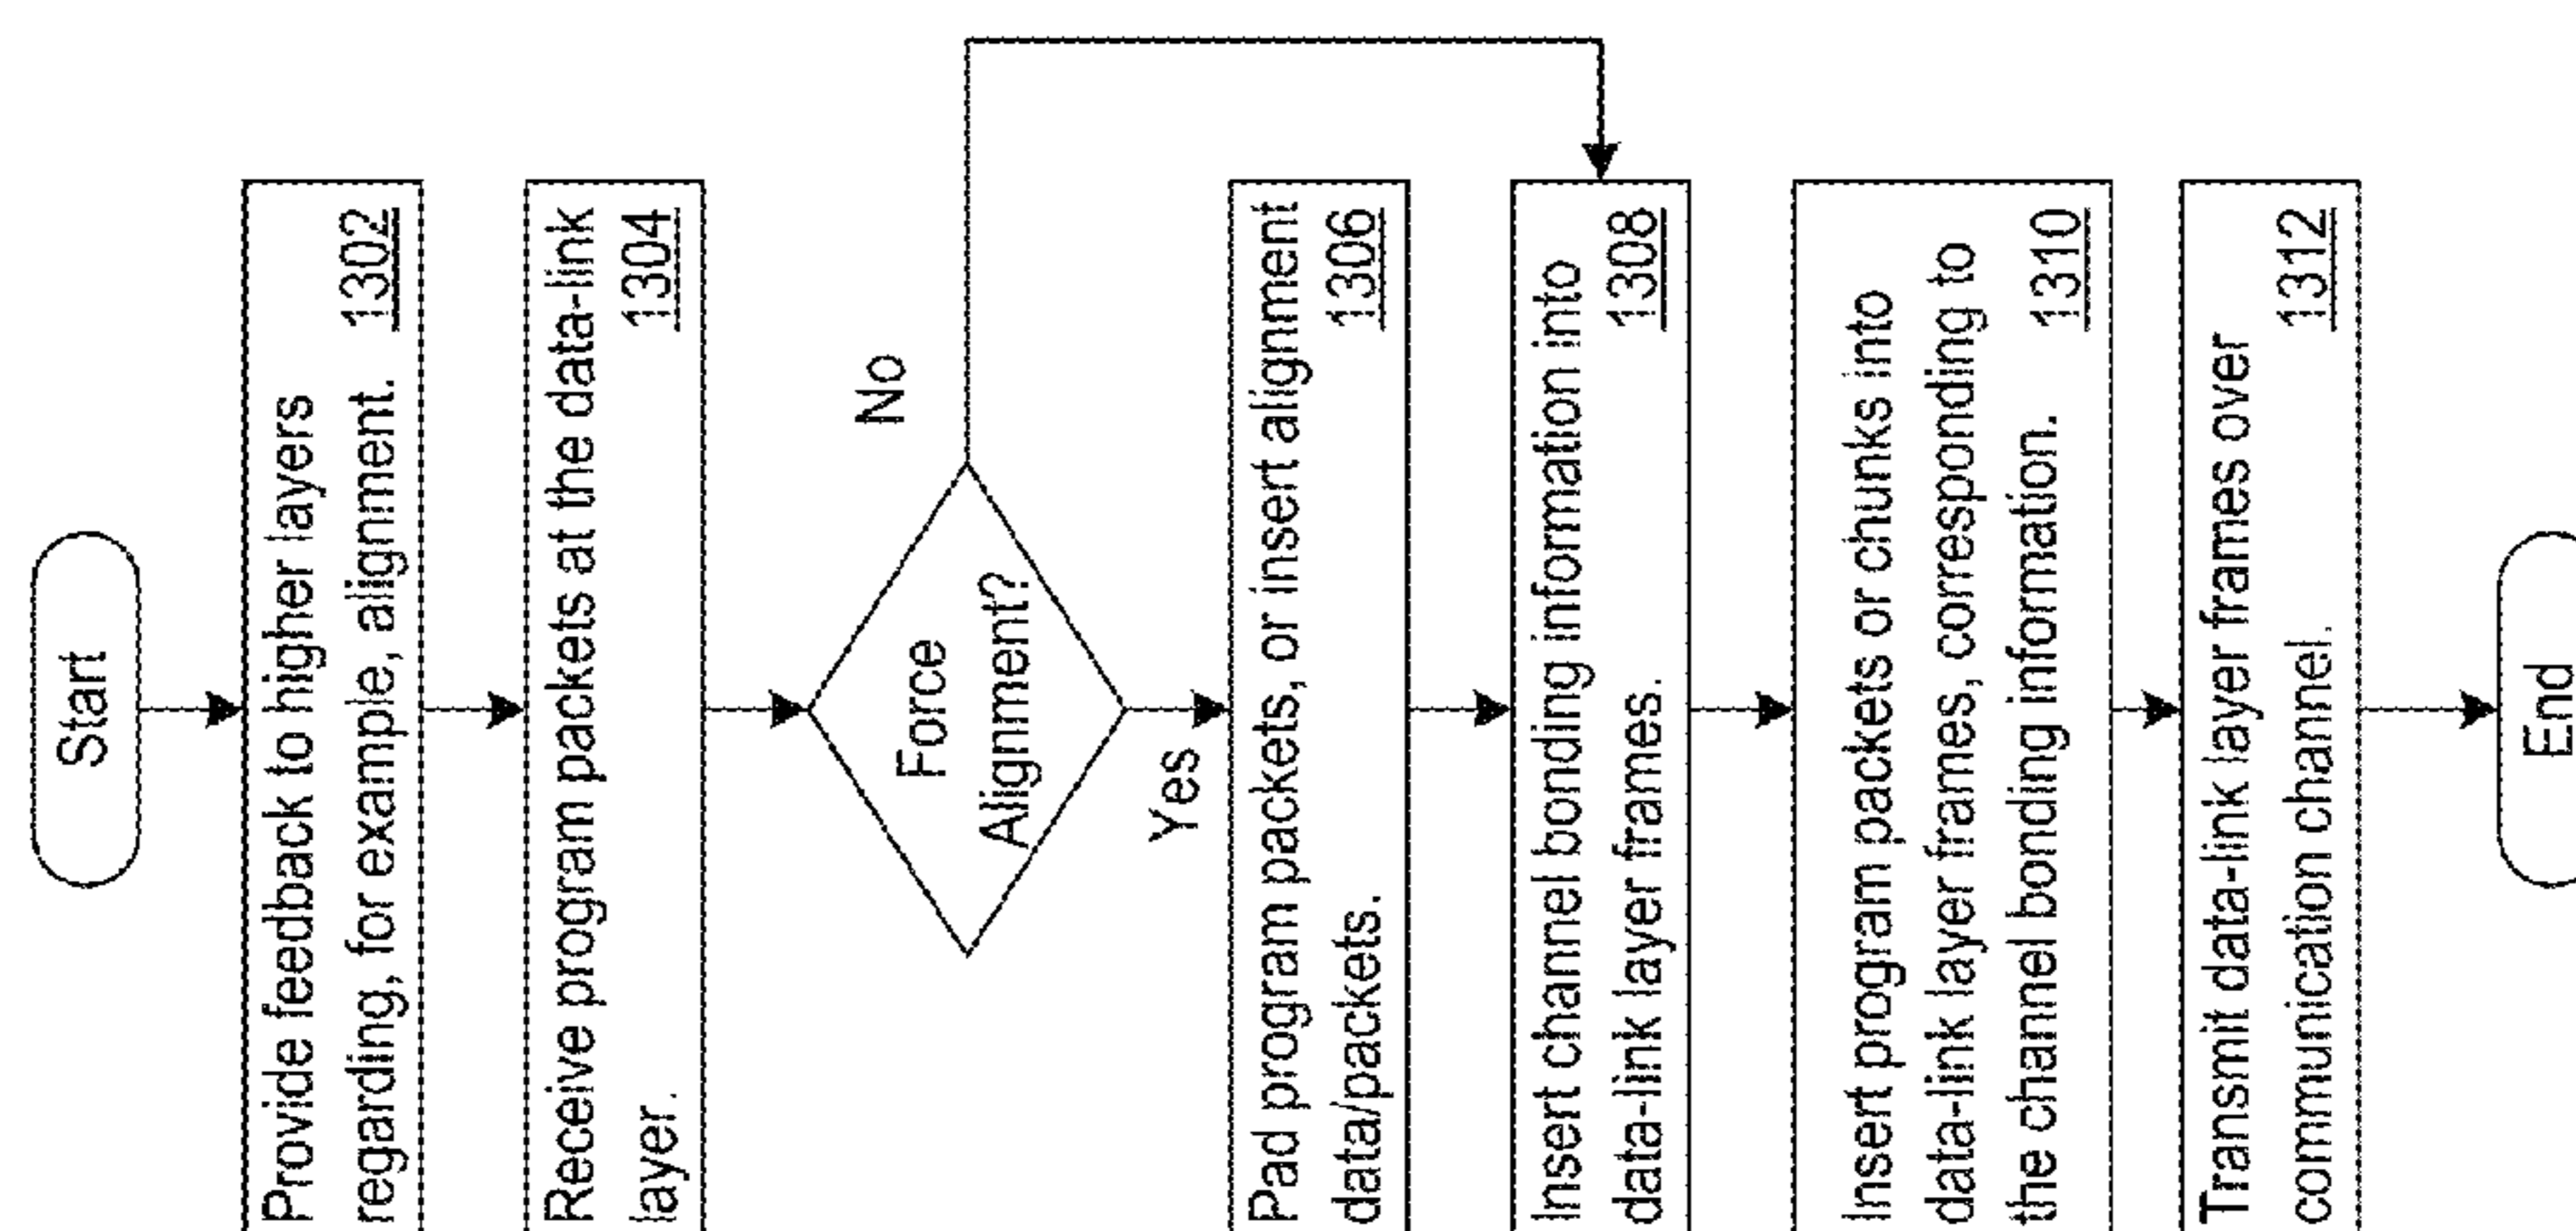 Start
Provide feedback to higher layers
regarding, for example, alignment. 1302
Receive program packets at the data-link
layer. 1304
Force
Alignment?
No
Yes
Pad program packets, or insert alignment
data/packets. 1306
Insert channel bonding information into
data-link layer frames. 1308
Insert program packets or chunks into
data-link layer frames, corresponding to
the channel bonding information. 1310
Transmit data-link layer frames over
communication channel. 1312
End